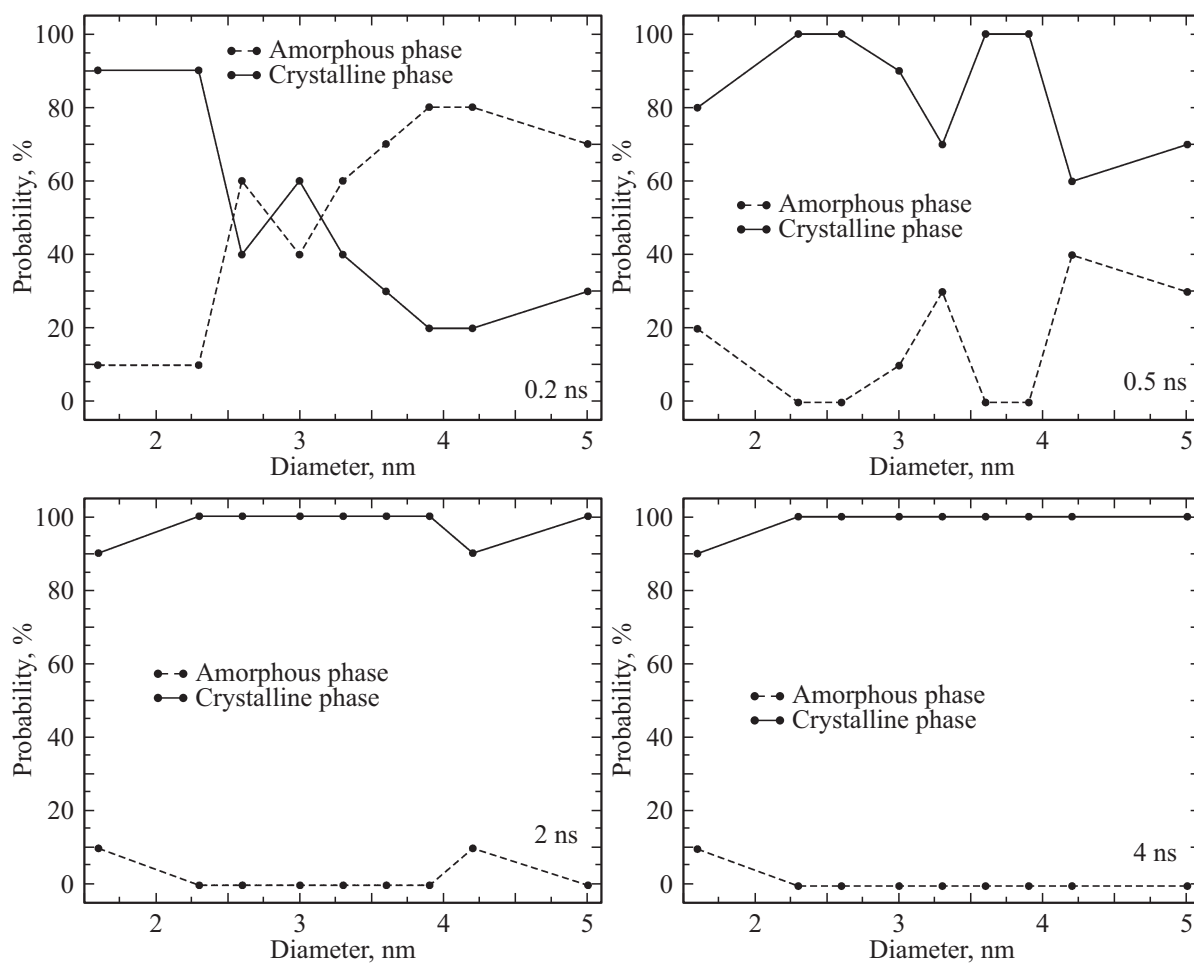 100
80
60
40
20
0
Probability, %
Amorphous phase
Crystalline phase
0.2 ns
2 3 4 5
Diameter, nm
100
80
60
40
20
0
Probability, %
Amorphous phase
Crystalline phase
0.5 ns
2 3 4 5
Diameter, nm
100
80
60
40
20
0
Probability, %
Amorphous phase
Crystalline phase
2 ns
2 3 4 5
Diameter, nm
100
80
60
40
20
0
Probability, %
Amorphous phase
Crystalline phase
4 ns
2 3 4 5
Diameter, nm